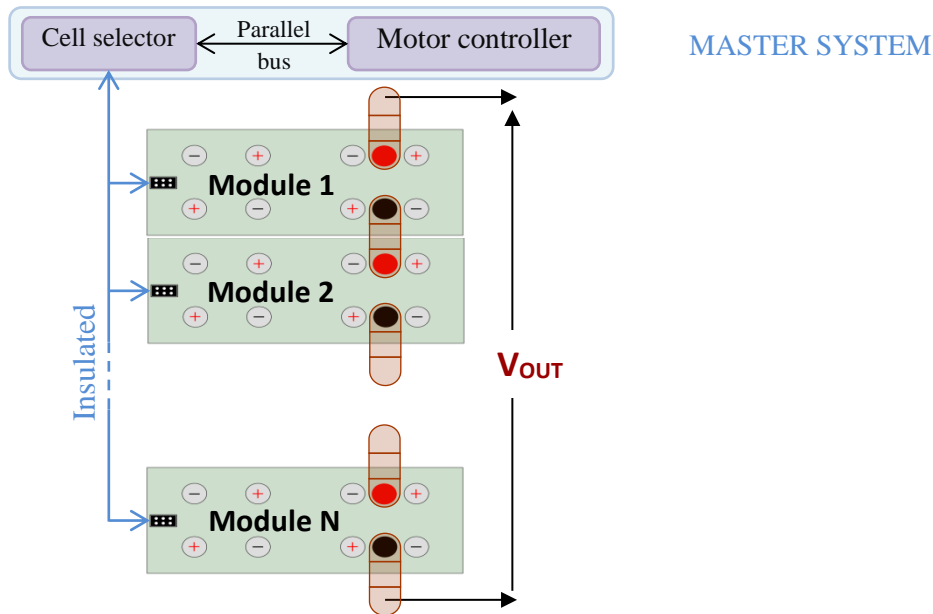 Cell selector
Parallel
bus
Motor controller
MASTER SYSTEM
− + − +
Module 1
+ − + −
− + − +
Module 2
+ − + −
Insulated
VOUT
− + − +
Module N
+ − + −